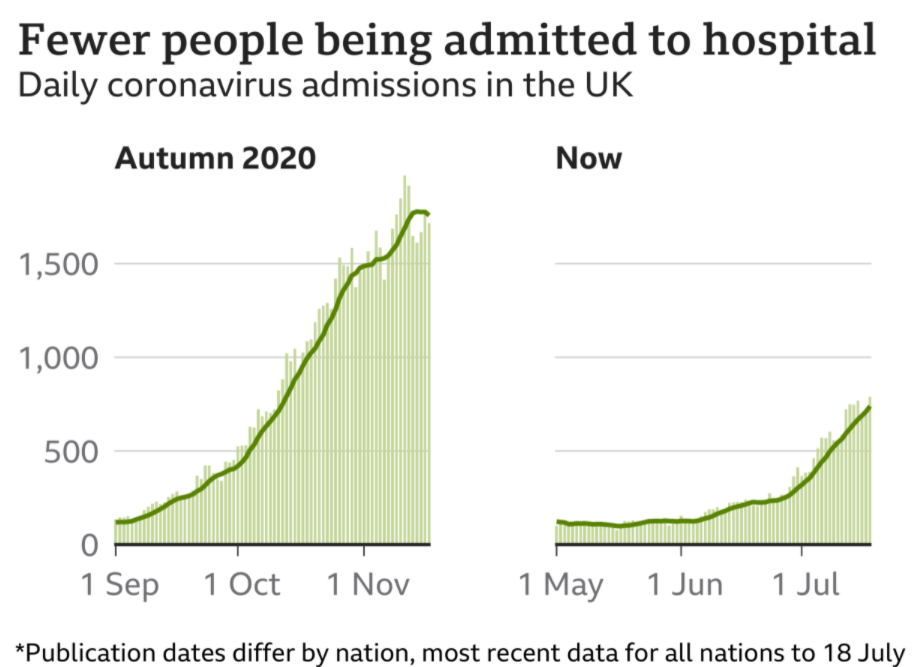 Fewer people being admitted to hospital
Daily coronavirus admissions in the UK
Autumn 2020
Now
1,500
1,000
500
0
1 Sep 1 Oct 1 Nov
1 May 1 Jun 1 Jul
*Publication dates differ by nation, most recent data for all nations to 18 July